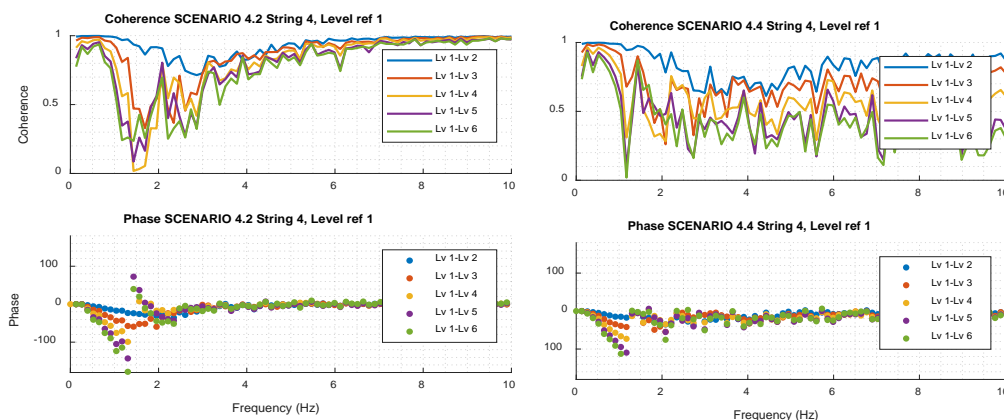 Coherence SCENARIO 4.2 String 4, Level ref 1
1
0.5
0
Coherence
Lv 1-Lv 2
Lv 1-Lv 3
Lv 1-Lv 4
Lv 1-Lv 5
Lv 1-Lv 6
0 2 4 6 8 10
Coherence SCENARIO 4.4 String 4, Level ref 1
1
0.5
0
Lv 1-Lv 2
Lv 1-Lv 3
Lv 1-Lv 4
Lv 1-Lv 5
Lv 1-Lv 6
0 2 4 6 8 10
Phase SCENARIO 4.2 String 4, Level ref 1
100
0
-100
Phase
Lv 1-Lv 2
Lv 1-Lv 3
Lv 1-Lv 4
Lv 1-Lv 5
Lv 1-Lv 6
0 2 4 6 8 10
Frequency (Hz)
Phase SCENARIO 4.4 String 4, Level ref 1
100
0
100
Lv 1-Lv 2
Lv 1-Lv 3
Lv 1-Lv 4
Lv 1-Lv 5
Lv 1-Lv 6
0 2 4 6 8 10
Frequency (Hz)